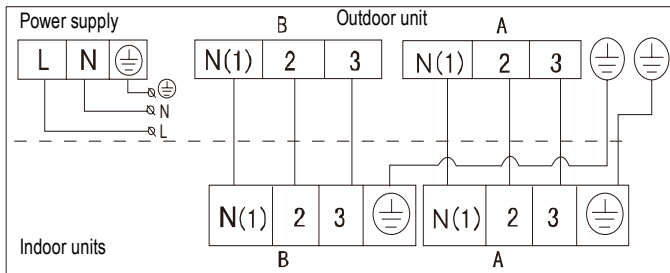 Power supply
Outdoor unit
B
A
L N
N(1) 2 3
N(1) 2 3
N
L
N(1) 2 3
N(1) 2 3
Indoor units
B
A